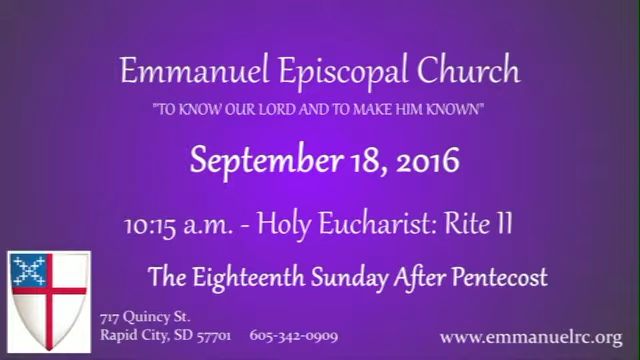 Emmanuel Episcopal Church
"TO KNOW OUR LORD AND TO MAKE HIM KNOWN"
September 18, 2016
10:15 a.m. - Holy Eucharist: Rite II
The Eighteenth Sunday After Pentecost
717 Quincy St.
Rapid City, SD 57701 605-342-0909
www.emmanuelrc.org